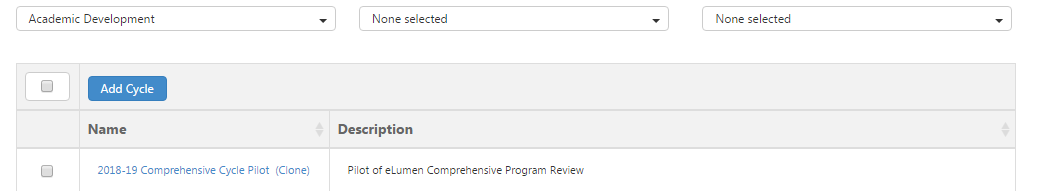 Academic Development None selected None selected
Add Cycle
Name Description
2018-19 Comprehensive Cycle Pilot (Clone) Pilot of eLumen Comprehensive Program Review